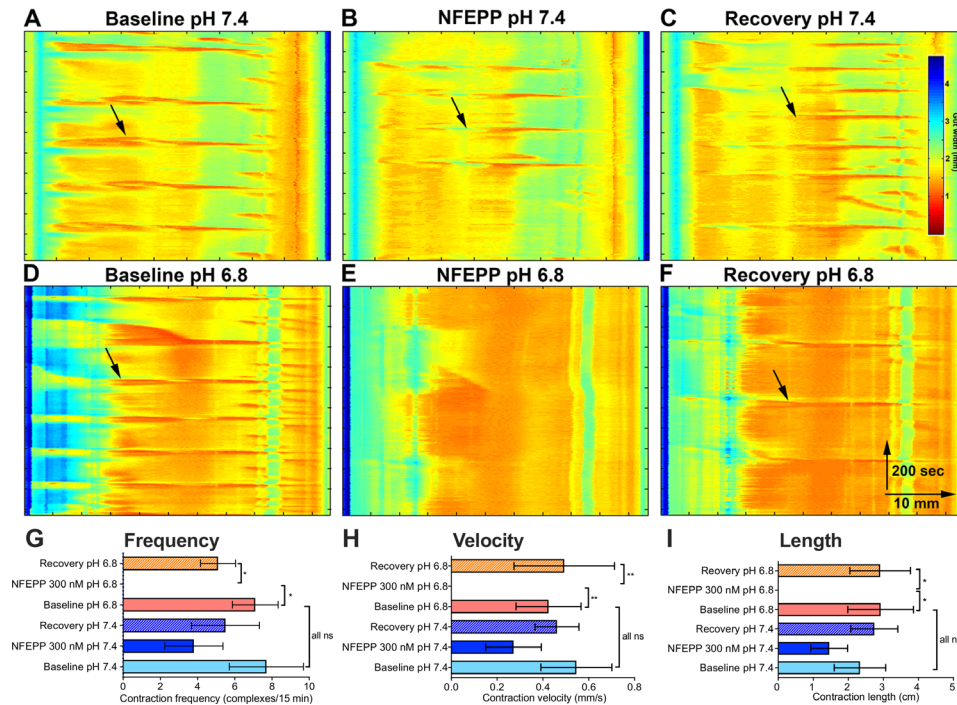 A Baseline pH 7.4
B NFEPP pH 7.4
C Recovery pH 7.4
4
3
2
1
Gut width (mm)
D Baseline pH 6.8
E NFEPP pH 6.8
F Recovery pH 6.8
200 sec
10 mm
G Frequency
Recovery pH 6.8
NFEPP 300 nM pH 6.8
Baseline pH 6.8
Recovery pH 7.4
NFEPP 300 nM pH 7.4
Baseline pH 7.4
*
*
all ns
0 2 4 6 8 10
Contraction frequency (complexes/15 min)
H Velocity
Recovery pH 6.8
NFEPP 300 nM pH 6.8
Baseline pH 6.8
Recovery pH 7.4
NFEPP 300 nM pH 7.4
Baseline pH 7.4
**
**
all ns
0.0 0.2 0.4 0.6 0.8
Contraction velocity (mm/s)
I Length
Recovery pH 6.8
NFEPP 300 nM pH 6.8
Baseline pH 6.8
Recovery pH 7.4
NFEPP 300 nM pH 7.4
Baseline pH 7.4
*
*
all n
0 1 2 3 4 5
Contraction length (cm)